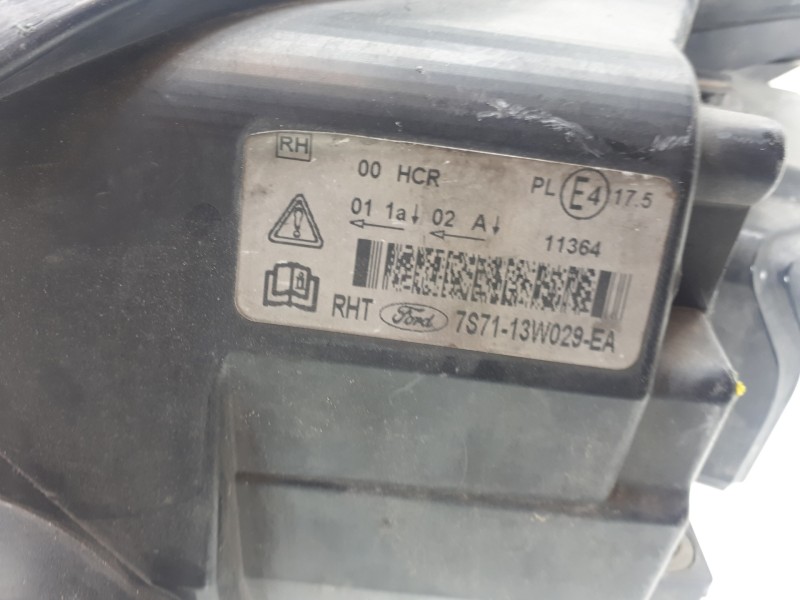 RH
00 HCR
PL E4 17.5
01 1a↓ 02 A↓
11364
RHT Ford 7S71-13W029-EA